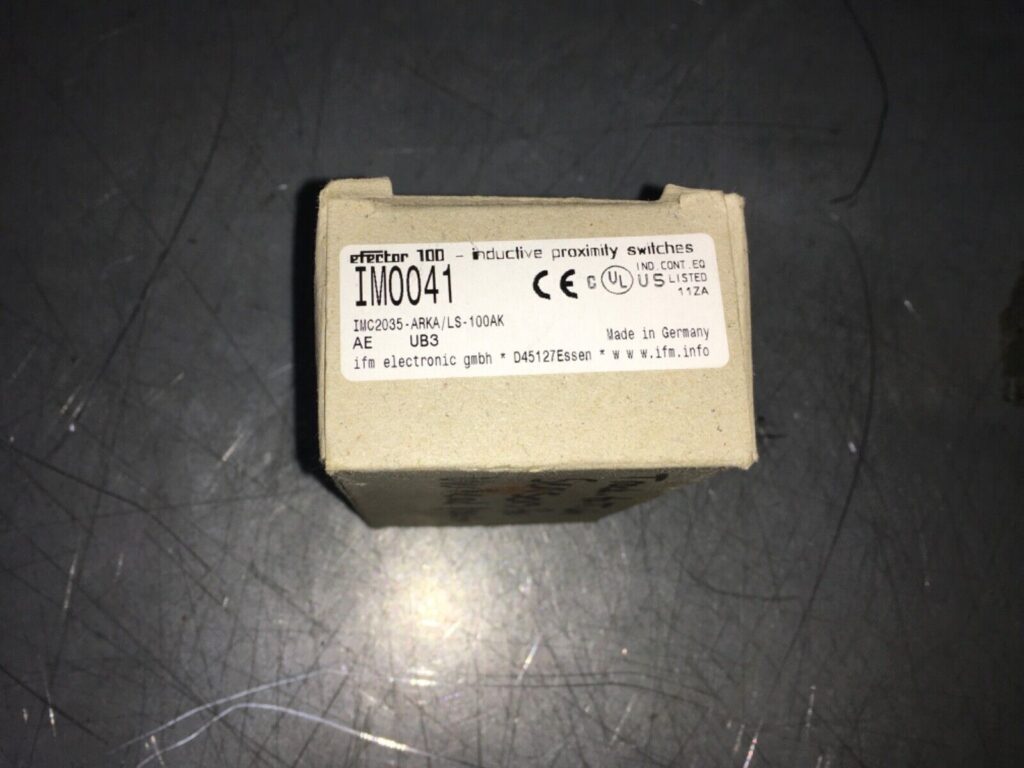 efector 100 - inductive proximity switches
IM0041
CE C UL US IND.CONT.EQ
LISTED
11ZA
IMC2035-ARKA/LS-100AK
AE UB3
Made in Germany
ifm electronic gmbh * D45127Essen * w w w.ifm.info